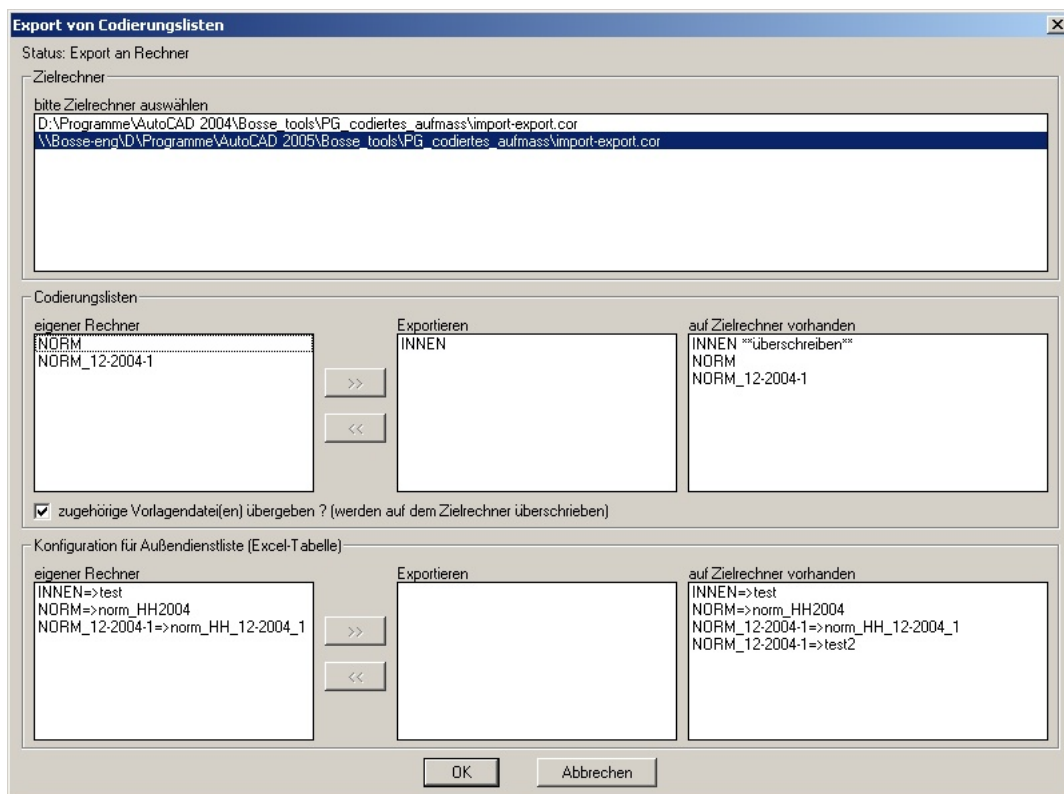 Export von Codierungslisten
Status: Export an Rechner
Zielrechner
bitte Zielrechner auswählen
D:\Programme\AutoCAD 2004\Bosse_tools\PG_codiertes_aufmass\import-export.cor
\\Bosse-eng\D\Programme\AutoCAD 2005\Bosse_tools\PG_codiertes_aufmass\import-export.cor
Codierungslisten
eigener Rechner
NORM
NORM_12-2004-1
>>
<<
Exportieren
INNEN
auf Zielrechner vorhanden
INNEN **überschreiben**
NORM
NORM_12-2004-1
zugehörige Vorlagendatei(en) übergeben ? (werden auf dem Zielrechner überschrieben)
Konfiguration für Außendienstliste (Excel-Tabelle)
eigener Rechner
INNEN=>test
NORM=>norm_HH2004
NORM_12-2004-1=>norm_HH_12-2004_1
>>
<<
Exportieren
auf Zielrechner vorhanden
INNEN=>test
NORM=>norm_HH2004
NORM_12-2004-1=>norm_HH_12-2004_1
NORM_12-2004-1=>test2
OK
Abbrechen